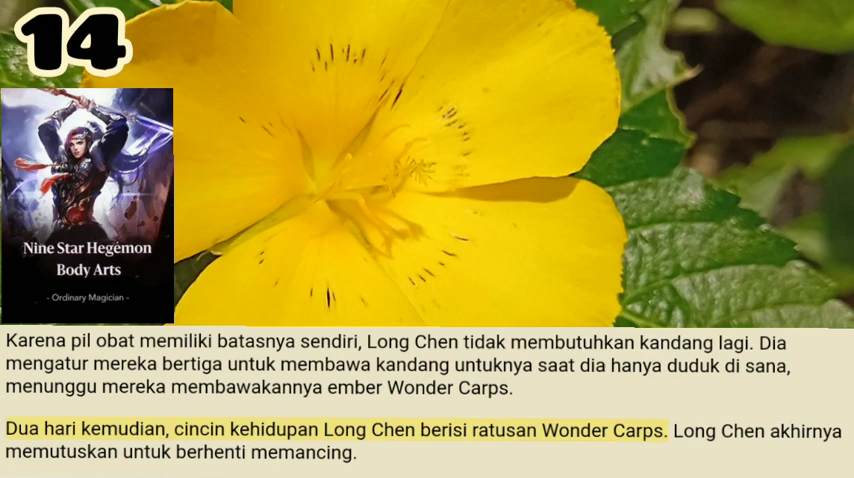 14
Nine Star Hegemon
Body Arts
- Ordinary Magician -
Karena pil obat memiliki batasnya sendiri, Long Chen tidak membutuhkan kandang lagi. Dia
mengatur mereka bertiga untuk membawa kandang untuknya saat dia hanya duduk di sana,
menunggu mereka membawakannya ember Wonder Carps.
Dua hari kemudian, cincin kehidupan Long Chen berisi ratusan Wonder Carps. Long Chen akhirnya
memutuskan untuk berhenti memancing.